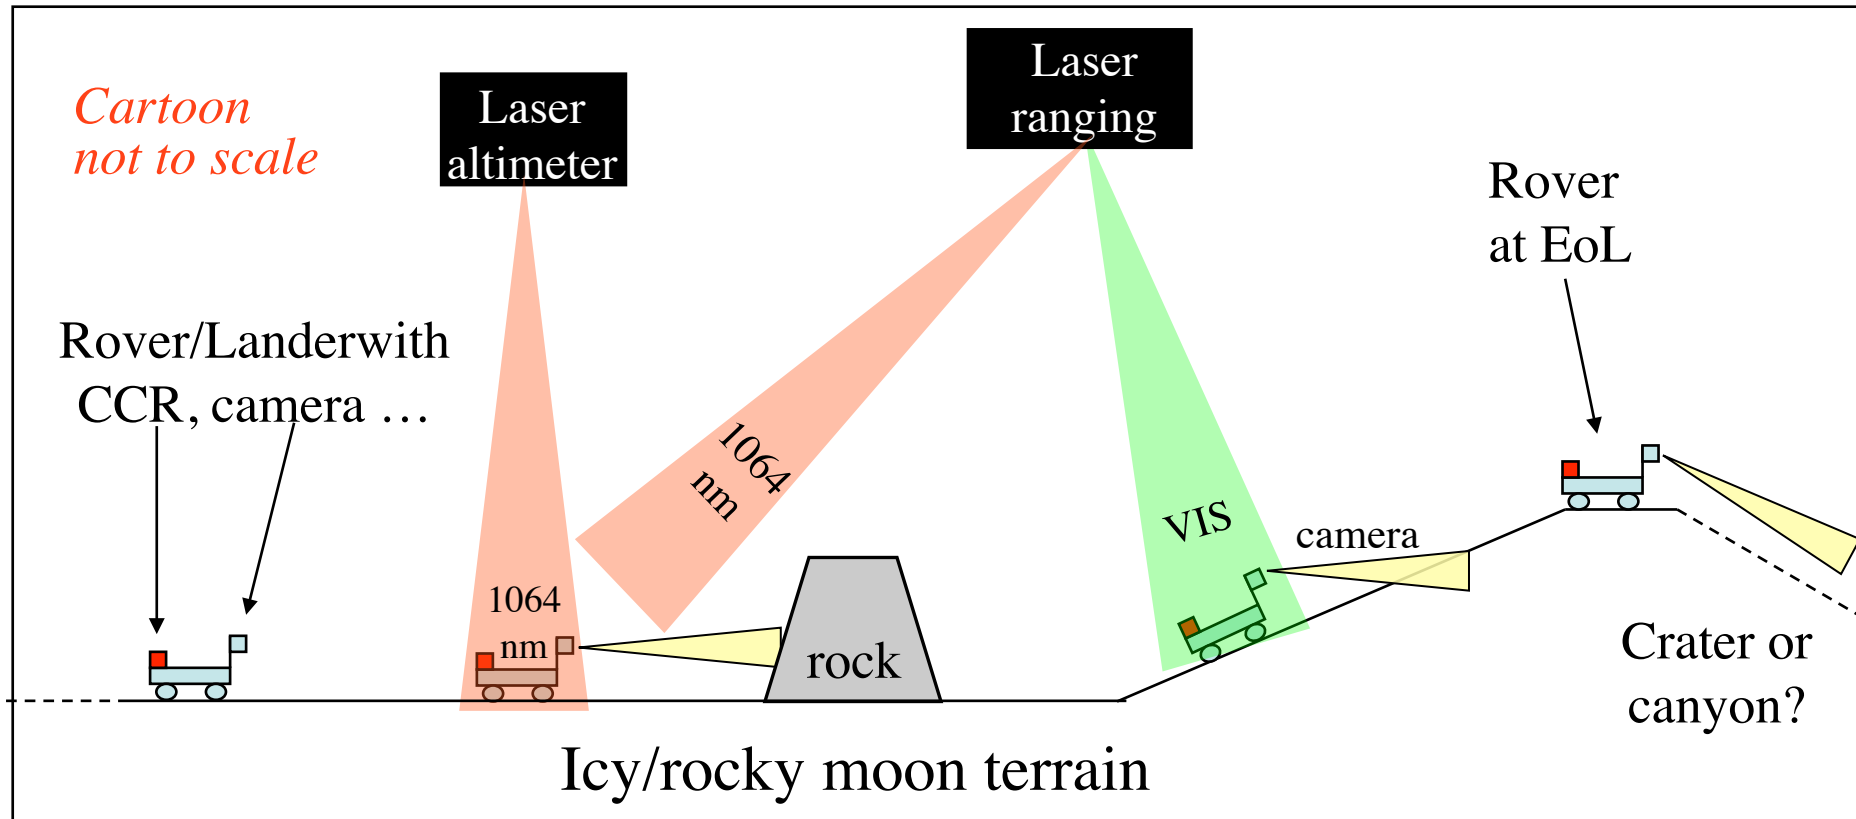 Cartoon
not to scale
Laser
altimeter
Laser
ranging
Rover
at EoL
Rover/Landerwith
CCR, camera …
1064
nm
VIS
camera
1064
nm
rock
Crater or
canyon?
Icy/rocky moon terrain